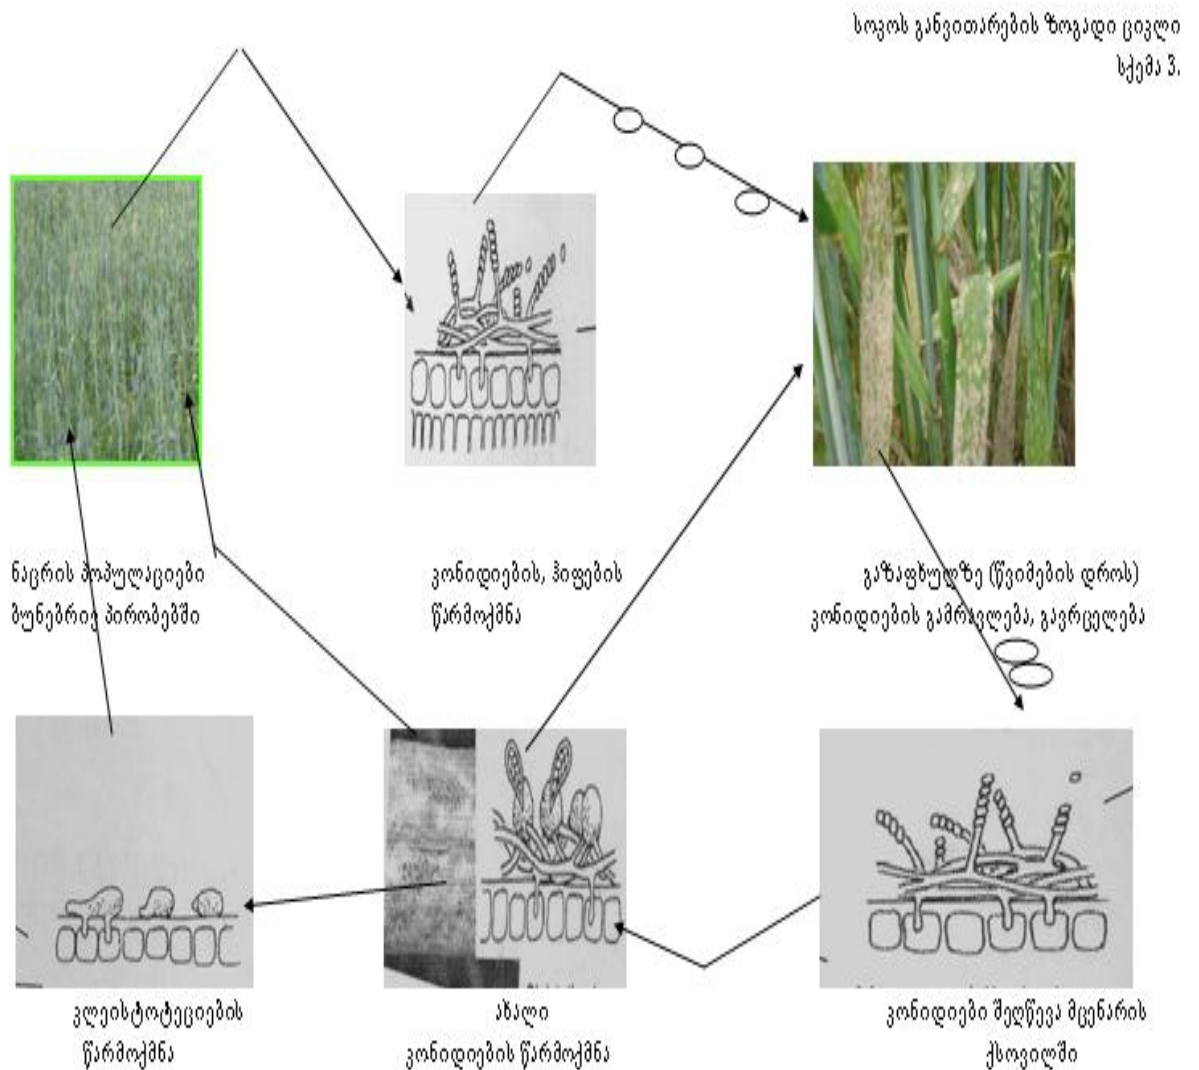 სოკოს განვითარების ზოგადი ციკლი
სქემა 3.
ნაცრის პოპულაციები
ბუნებრივ პირობებში
კონიდიების, ჰიფების
წარმოქმნა
გაზაფხულზე (წვიმების დროს)
კონიდიების გამრავლება, გავრცელება
კლეისტოტეციების
წარმოქმნა
ახალი
კონიდიების წარმოქმნა
კონიდიები შეღწევა მცენარის
ქსოვილში